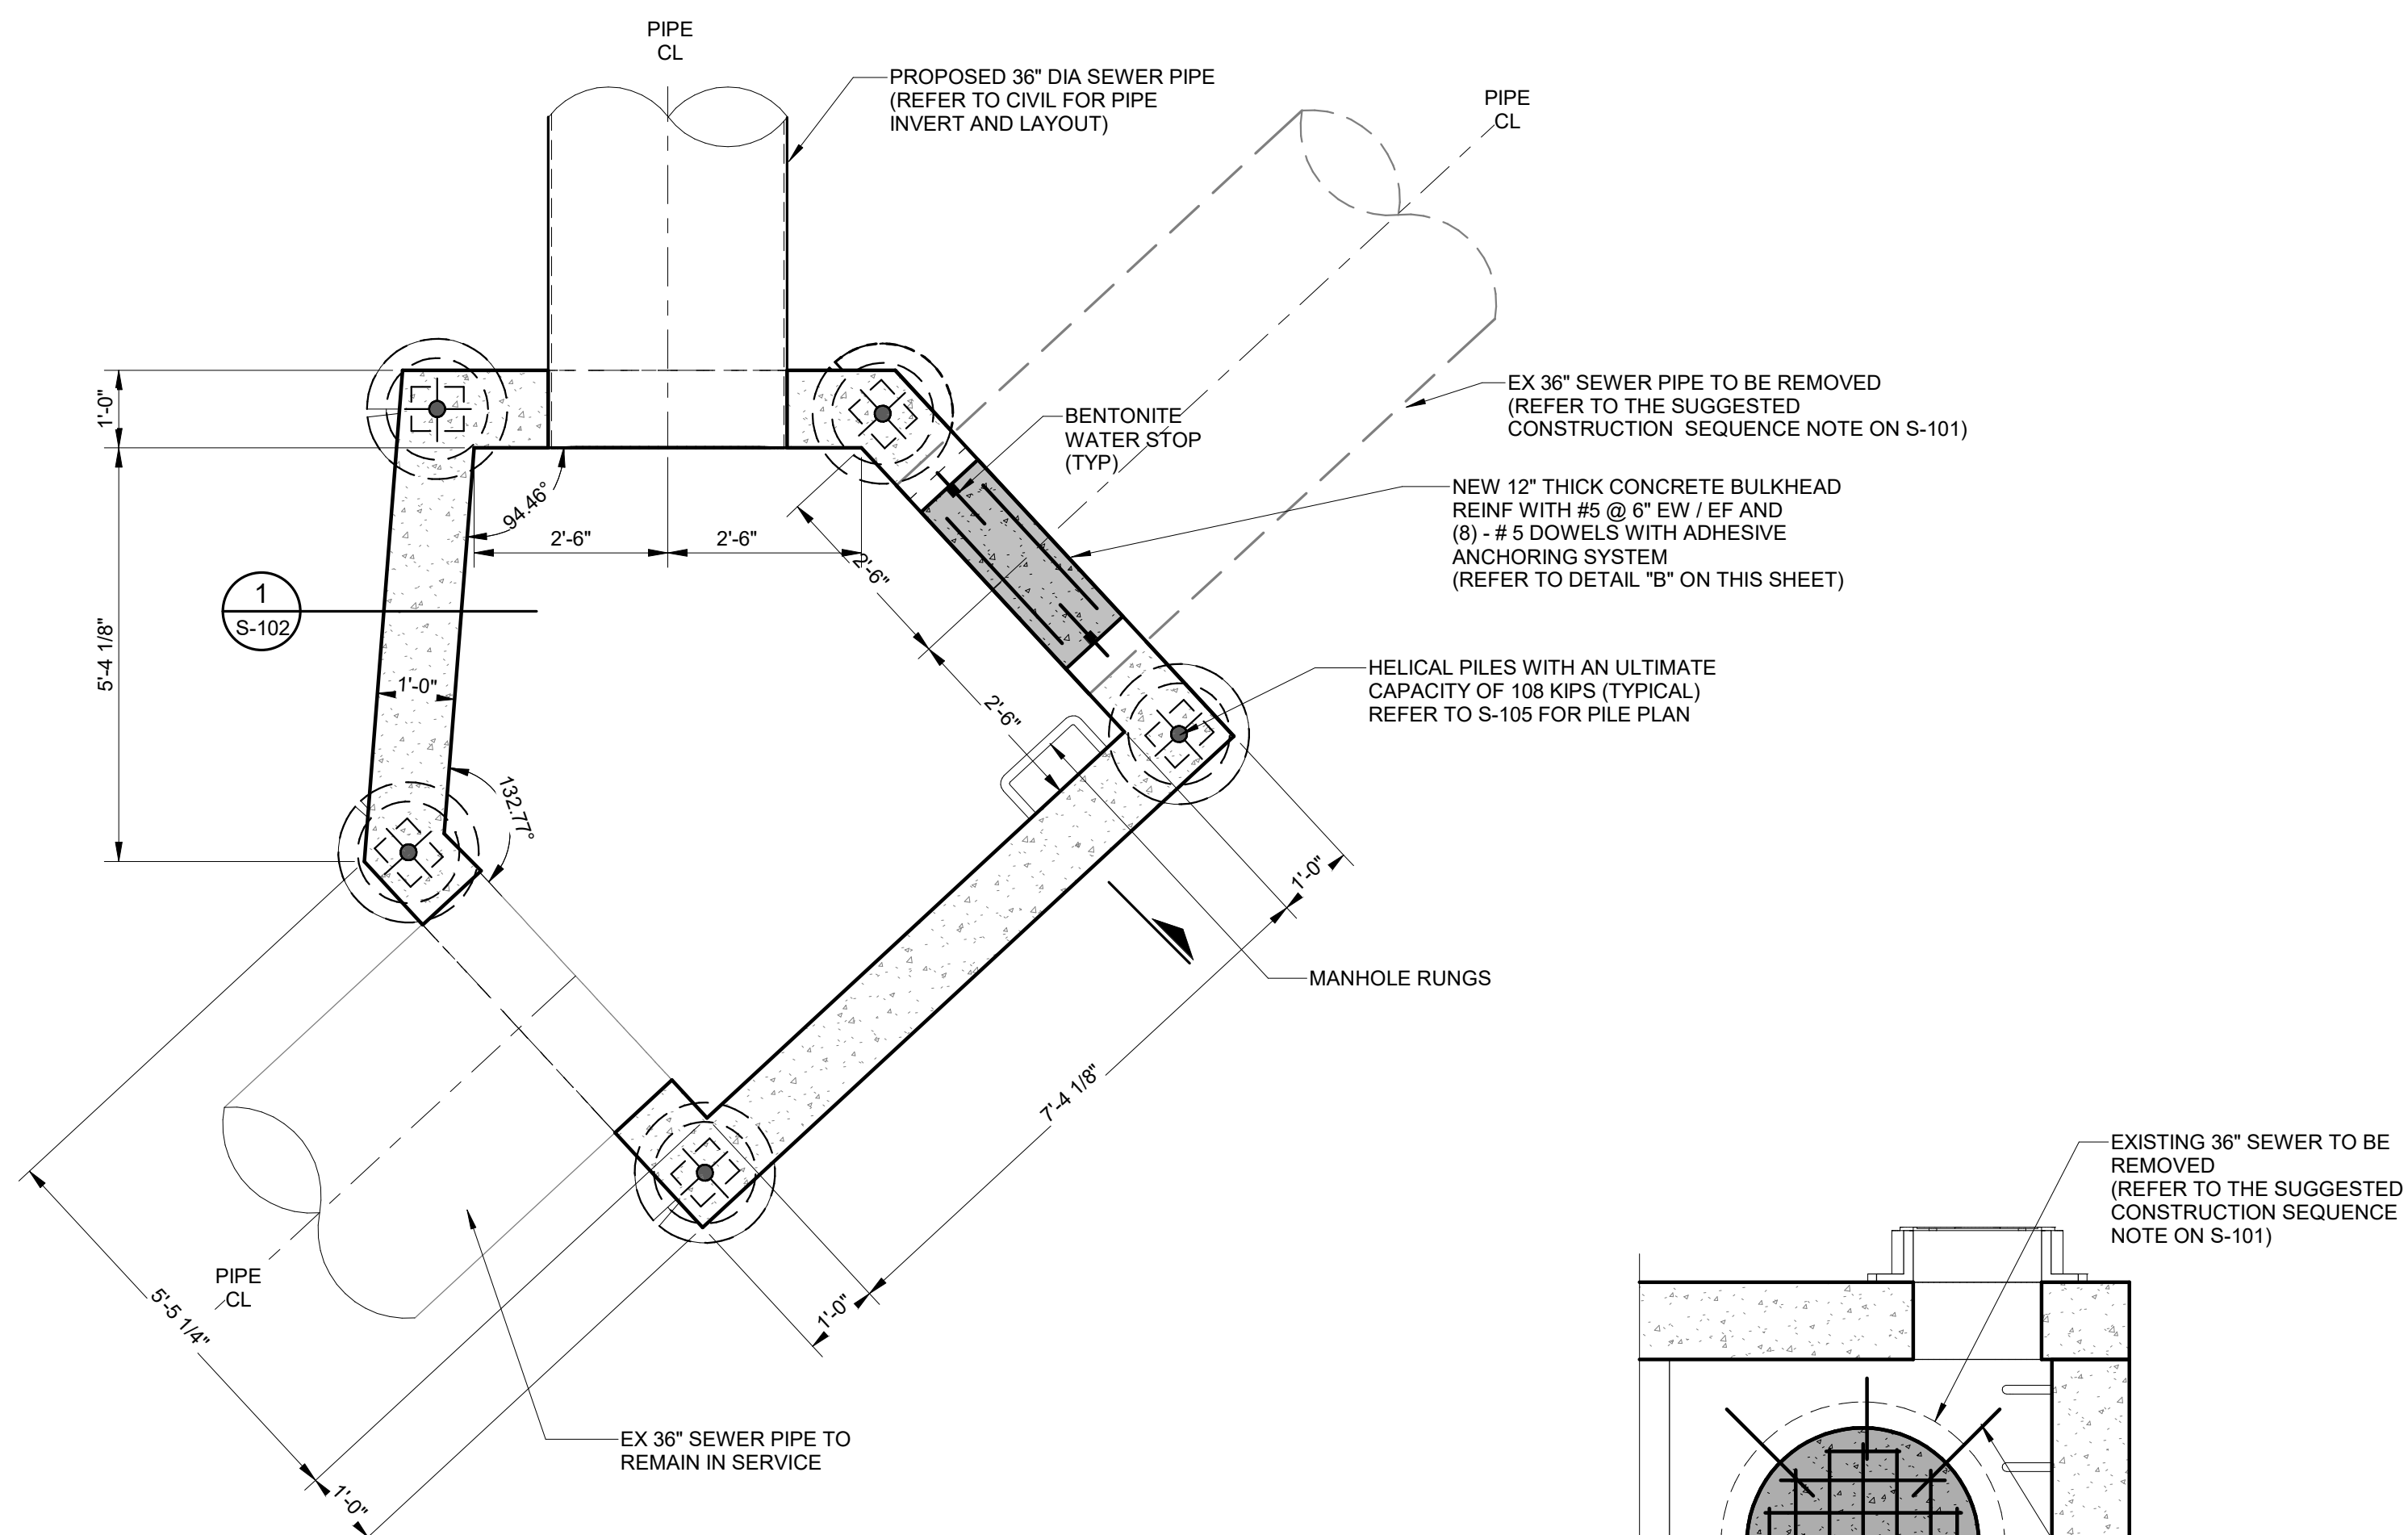 PIPE
CL
PROPOSED 36" DIA SEWER PIPE
(REFER TO CIVIL FOR PIPE
INVERT AND LAYOUT)
PIPE
CL
1'-0"
BENTONITE
WATER STOP
(TYP)
EX 36" SEWER PIPE TO BE REMOVED
(REFER TO THE SUGGESTED
CONSTRUCTION SEQUENCE NOTE ON S-101)
94.46°
2'-6"
2'-6"
2'-6"
NEW 12" THICK CONCRETE BULKHEAD
REINF WITH #5 @ 6" EW / EF AND
(8) - # 5 DOWELS WITH ADHESIVE
ANCHORING SYSTEM
(REFER TO DETAIL "B" ON THIS SHEET)
1
S-102
5'-4 1/8"
1'-0"
2'-6"
HELICAL PILES WITH AN ULTIMATE
CAPACITY OF 108 KIPS (TYPICAL)
REFER TO S-105 FOR PILE PLAN
132.77°
1'-0"
MANHOLE RUNGS
7'-4 1/8"
EXISTING 36" SEWER TO BE
REMOVED
(REFER TO THE SUGGESTED
CONSTRUCTION SEQUENCE
NOTE ON S-101)
PIPE
CL
5'-5 1/4"
1'-0"
EX 36" SEWER PIPE TO
REMAIN IN SERVICE
1'-0"